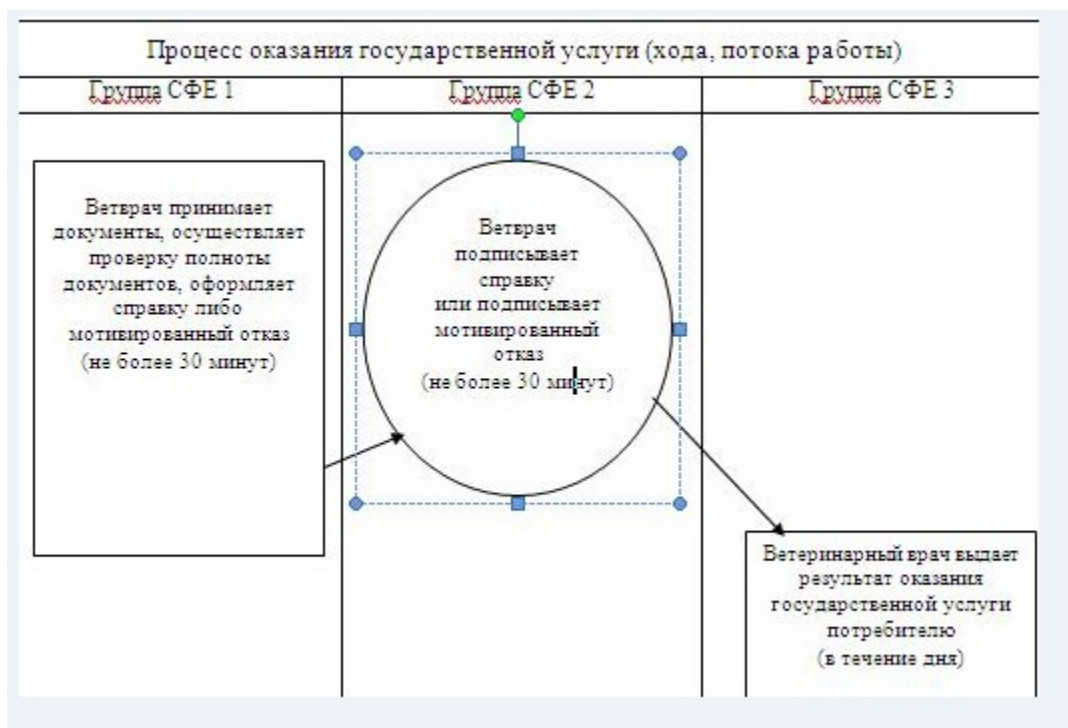 Процесс оказания государственной услуги (хода, потока работы)
Группа СФЕ 1
Группа СФЕ 2
Группа СФЕ 3
Ветврач принимает
документы, осуществляет
проверку полноты
документов, оформляет
справку либо
мотивированный отказ
(не более 30 минут)
Ветврач
подписывает
справку
или подписывает
мотивированный
отказ
(не более 30 минут)
Ветеринарный врач выдает
результат оказания
государственной услуги
потребителю
(в течение дня)